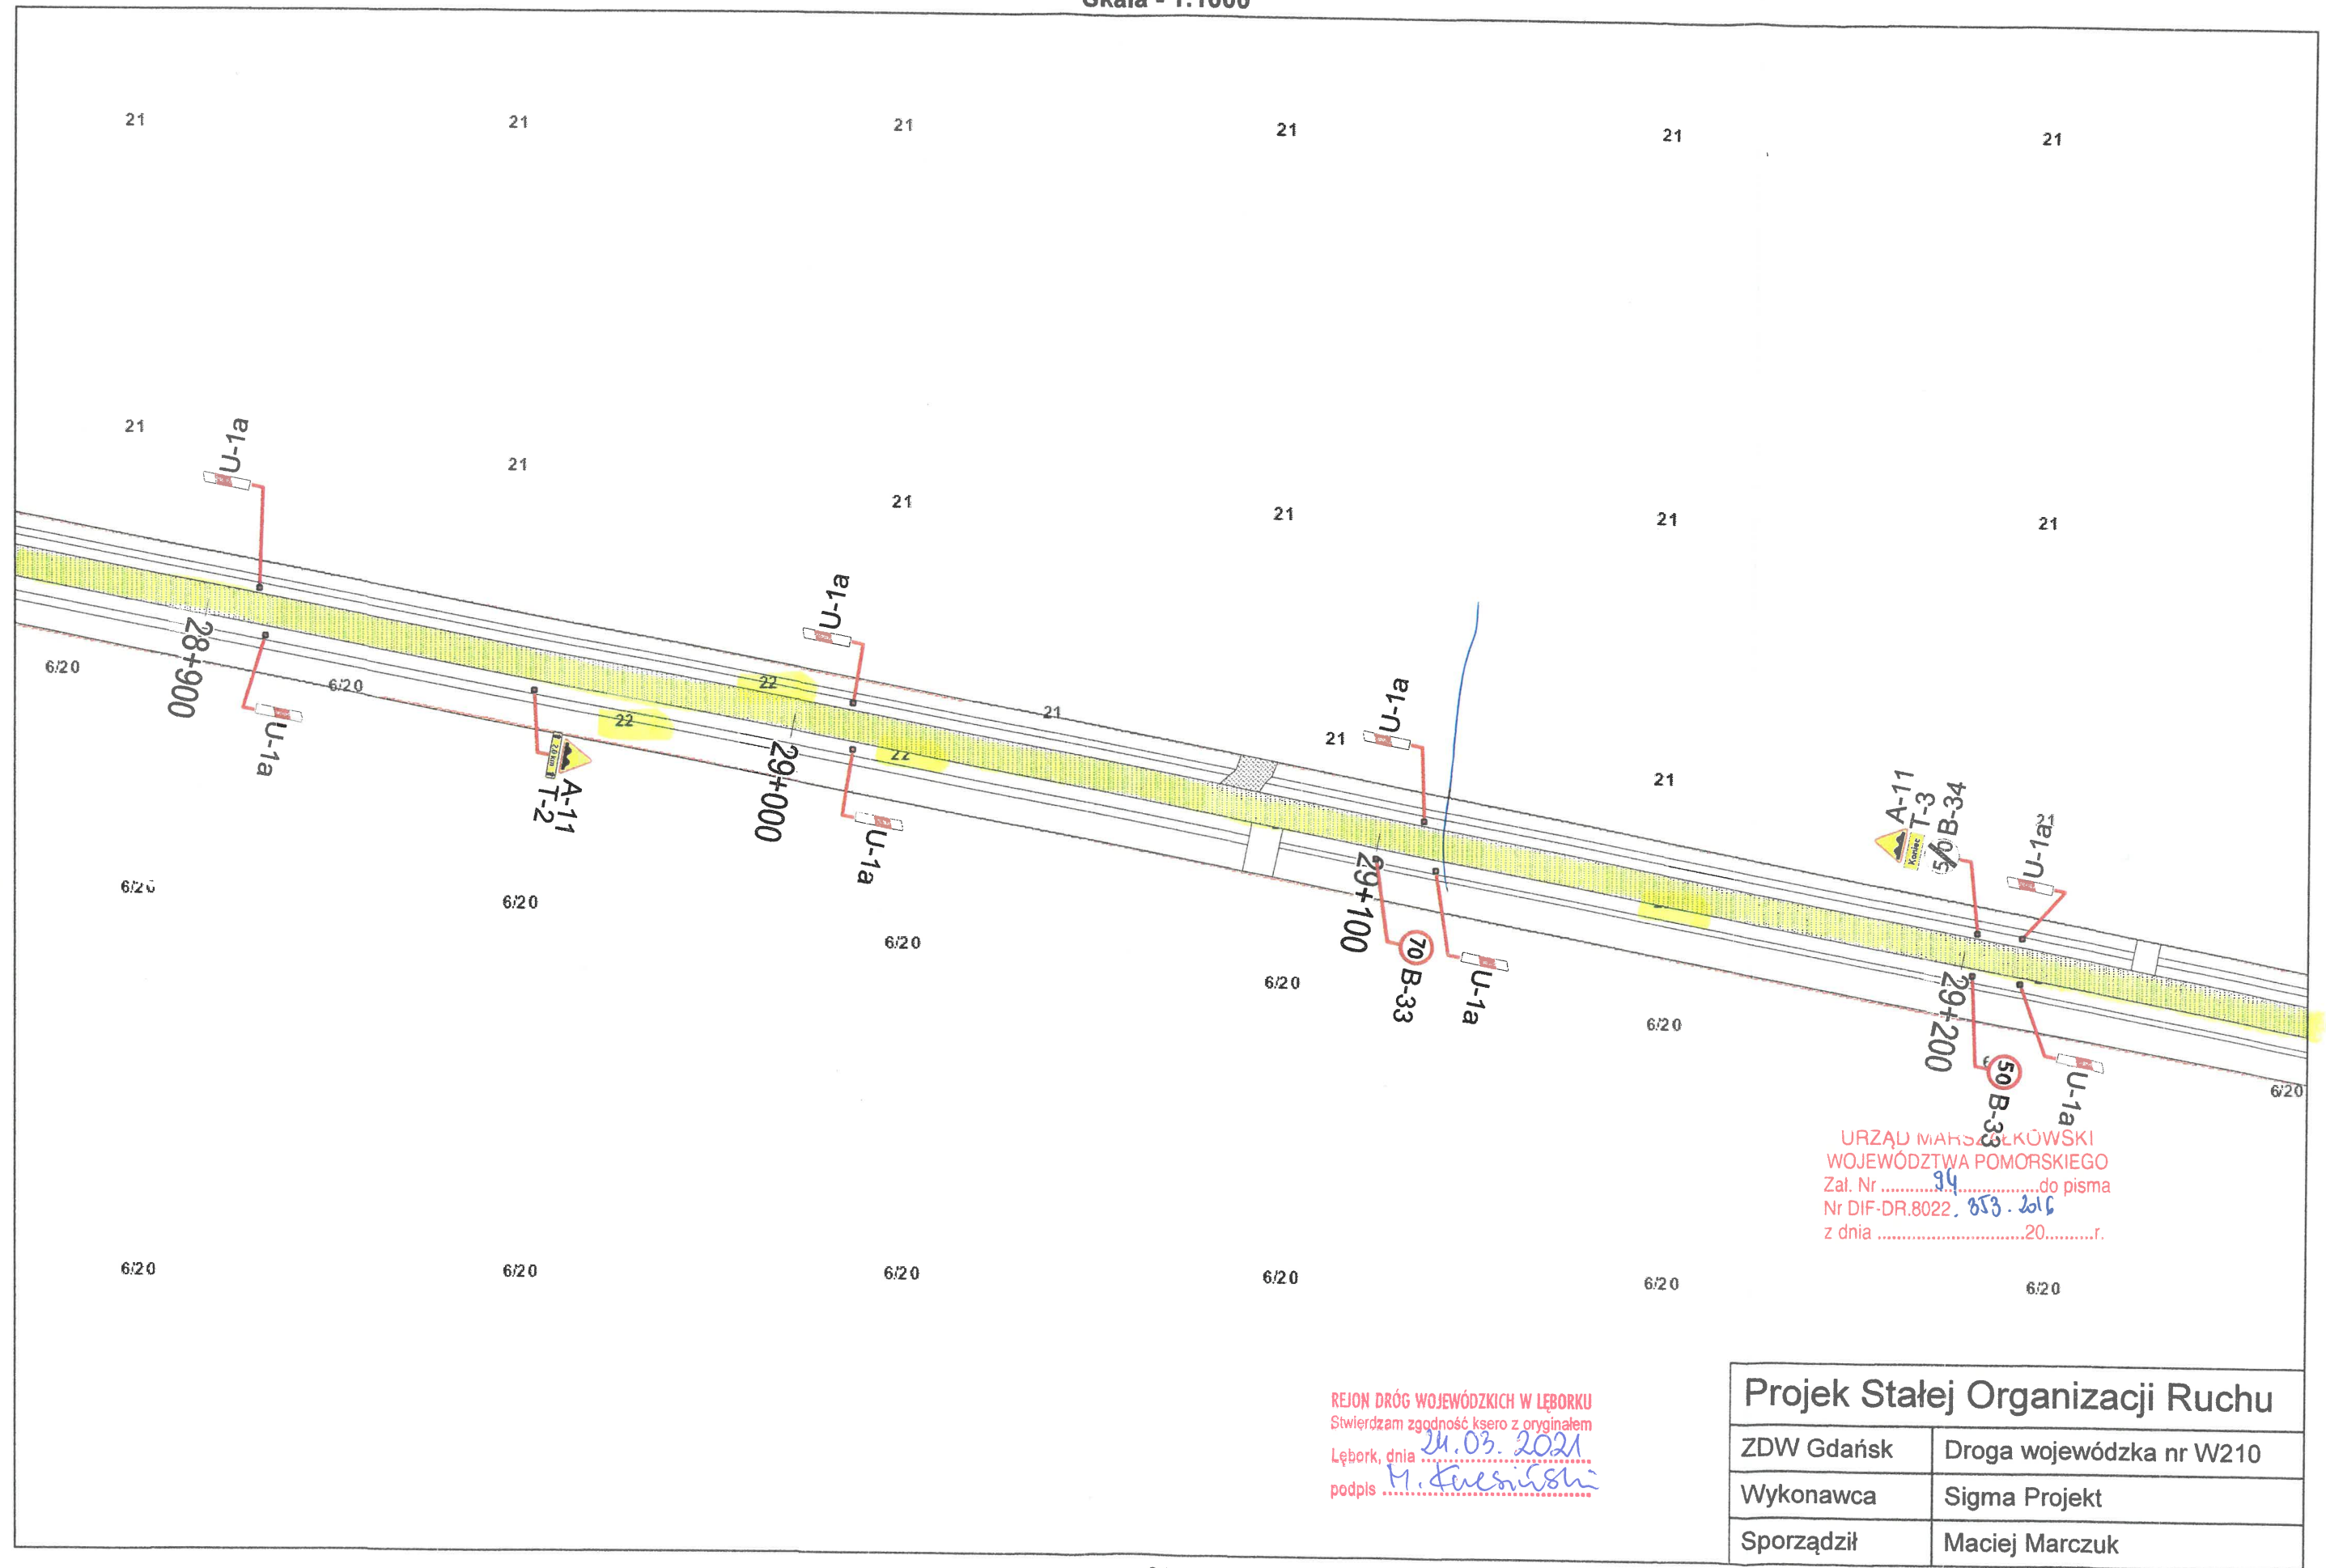 Skala - 1:1000
21 21 21 21 21 21
21
U-1a
21
21
21
21
21
U-1a
U-1a
6/20
28+900
6/20
22
22
21
22
21
U-1a
21
A-11
T-3
Koniec
50 B-34
21
U-1a
U-1a
A-11
T-2
29+000
U-1a
6/20
6/20
6/20
29+100
70 B-33
U-1a
6/20
6/20
29+200
50 B-33
U-1a
6/20
URZĄD MARSZAŁKOWSKI
WOJEWÓDZTWA POMORSKIEGO
Zał. Nr 94 do pisma
Nr DIF-DR.8022. 353.2016
z dnia 20 r.
6/20 6/20 6/20 6/20 6/20 6/20
REJON DRÓG WOJEWÓDZKICH W LĘBORKU
Stwierdzam zgodność ksero z oryginałem
Lębork, dnia 24.03.2021
podpis M.
Projek Stałej Organizacji Ruchu
ZDW Gdańsk Droga wojewódzka nr W210
Wykonawca Sigma Projekt
Sporządził Maciej Marczuk